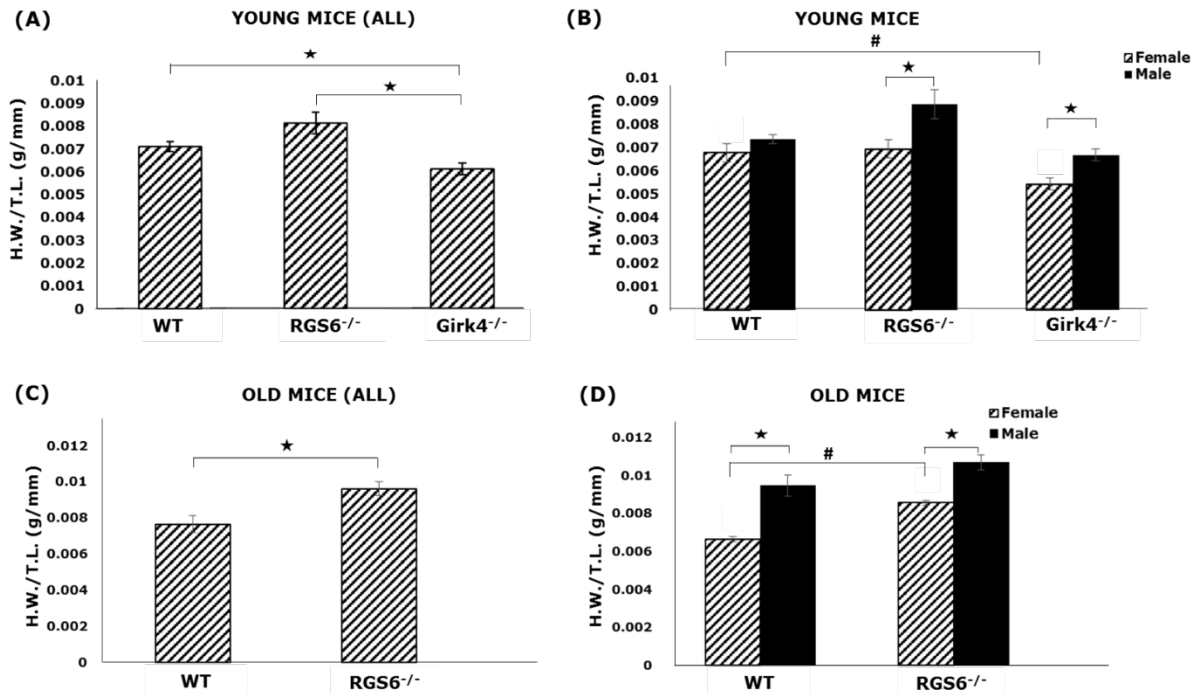 (A)
YOUNG MICE (ALL)
★
★
0.01
0.009
0.008
0.007
0.006
0.005
0.004
0.003
0.002
0.001
0
H.W./T.L. (g/mm)
WT
RGS6⁻/⁻
Girk4⁻/⁻
(B)
YOUNG MICE
#
Female
Male
★
★
0.01
0.009
0.008
0.007
0.006
0.005
0.004
0.003
0.002
0.001
0
H.W./T.L. (g/mm)
WT
RGS6⁻/⁻
Girk4⁻/⁻
(C)
OLD MICE (ALL)
★
0.012
0.01
0.008
0.006
0.004
0.002
0
H.W./T.L. (g/mm)
WT
RGS6⁻/⁻
(D)
OLD MICE
Female
Male
★
★
#
0.012
0.01
0.008
0.006
0.004
0.002
0
H.W./T.L. (g/mm)
WT
RGS6⁻/⁻